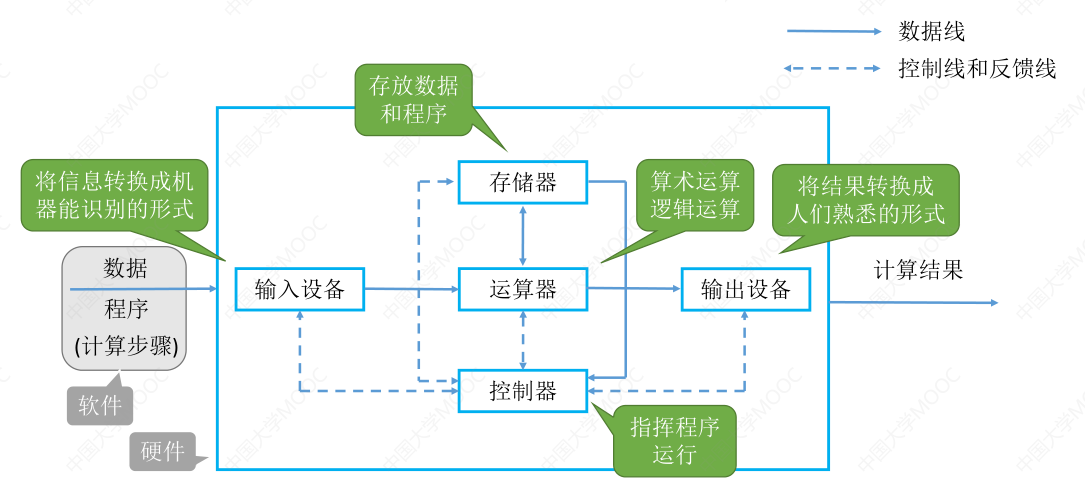 数据线
控制线和反馈线
存放数据
和程序
将信息转换成机
器能识别的形式
存储器
算术运算
逻辑运算
将结果转换成
人们熟悉的形式
数据
程序
(计算步骤)
输入设备
运算器
输出设备
计算结果
控制器
软件
硬件
指挥程序
运行
中国大学MOOC